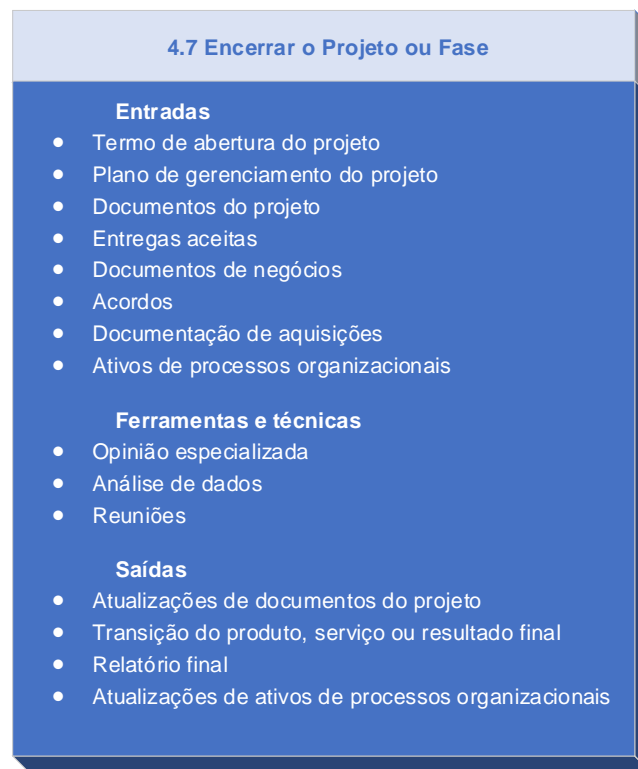 4.7 Encerrar o Projeto ou Fase
Entradas
• Termo de abertura do projeto
• Plano de gerenciamento do projeto
• Documentos do projeto
• Entregas aceitas
• Documentos de negócios
• Acordos
• Documentação de aquisições
• Ativos de processos organizacionais
Ferramentas e técnicas
• Opinião especializada
• Análise de dados
• Reuniões
Saídas
• Atualizações de documentos do projeto
• Transição do produto, serviço ou resultado final
• Relatório final
• Atualizações de ativos de processos organizacionais